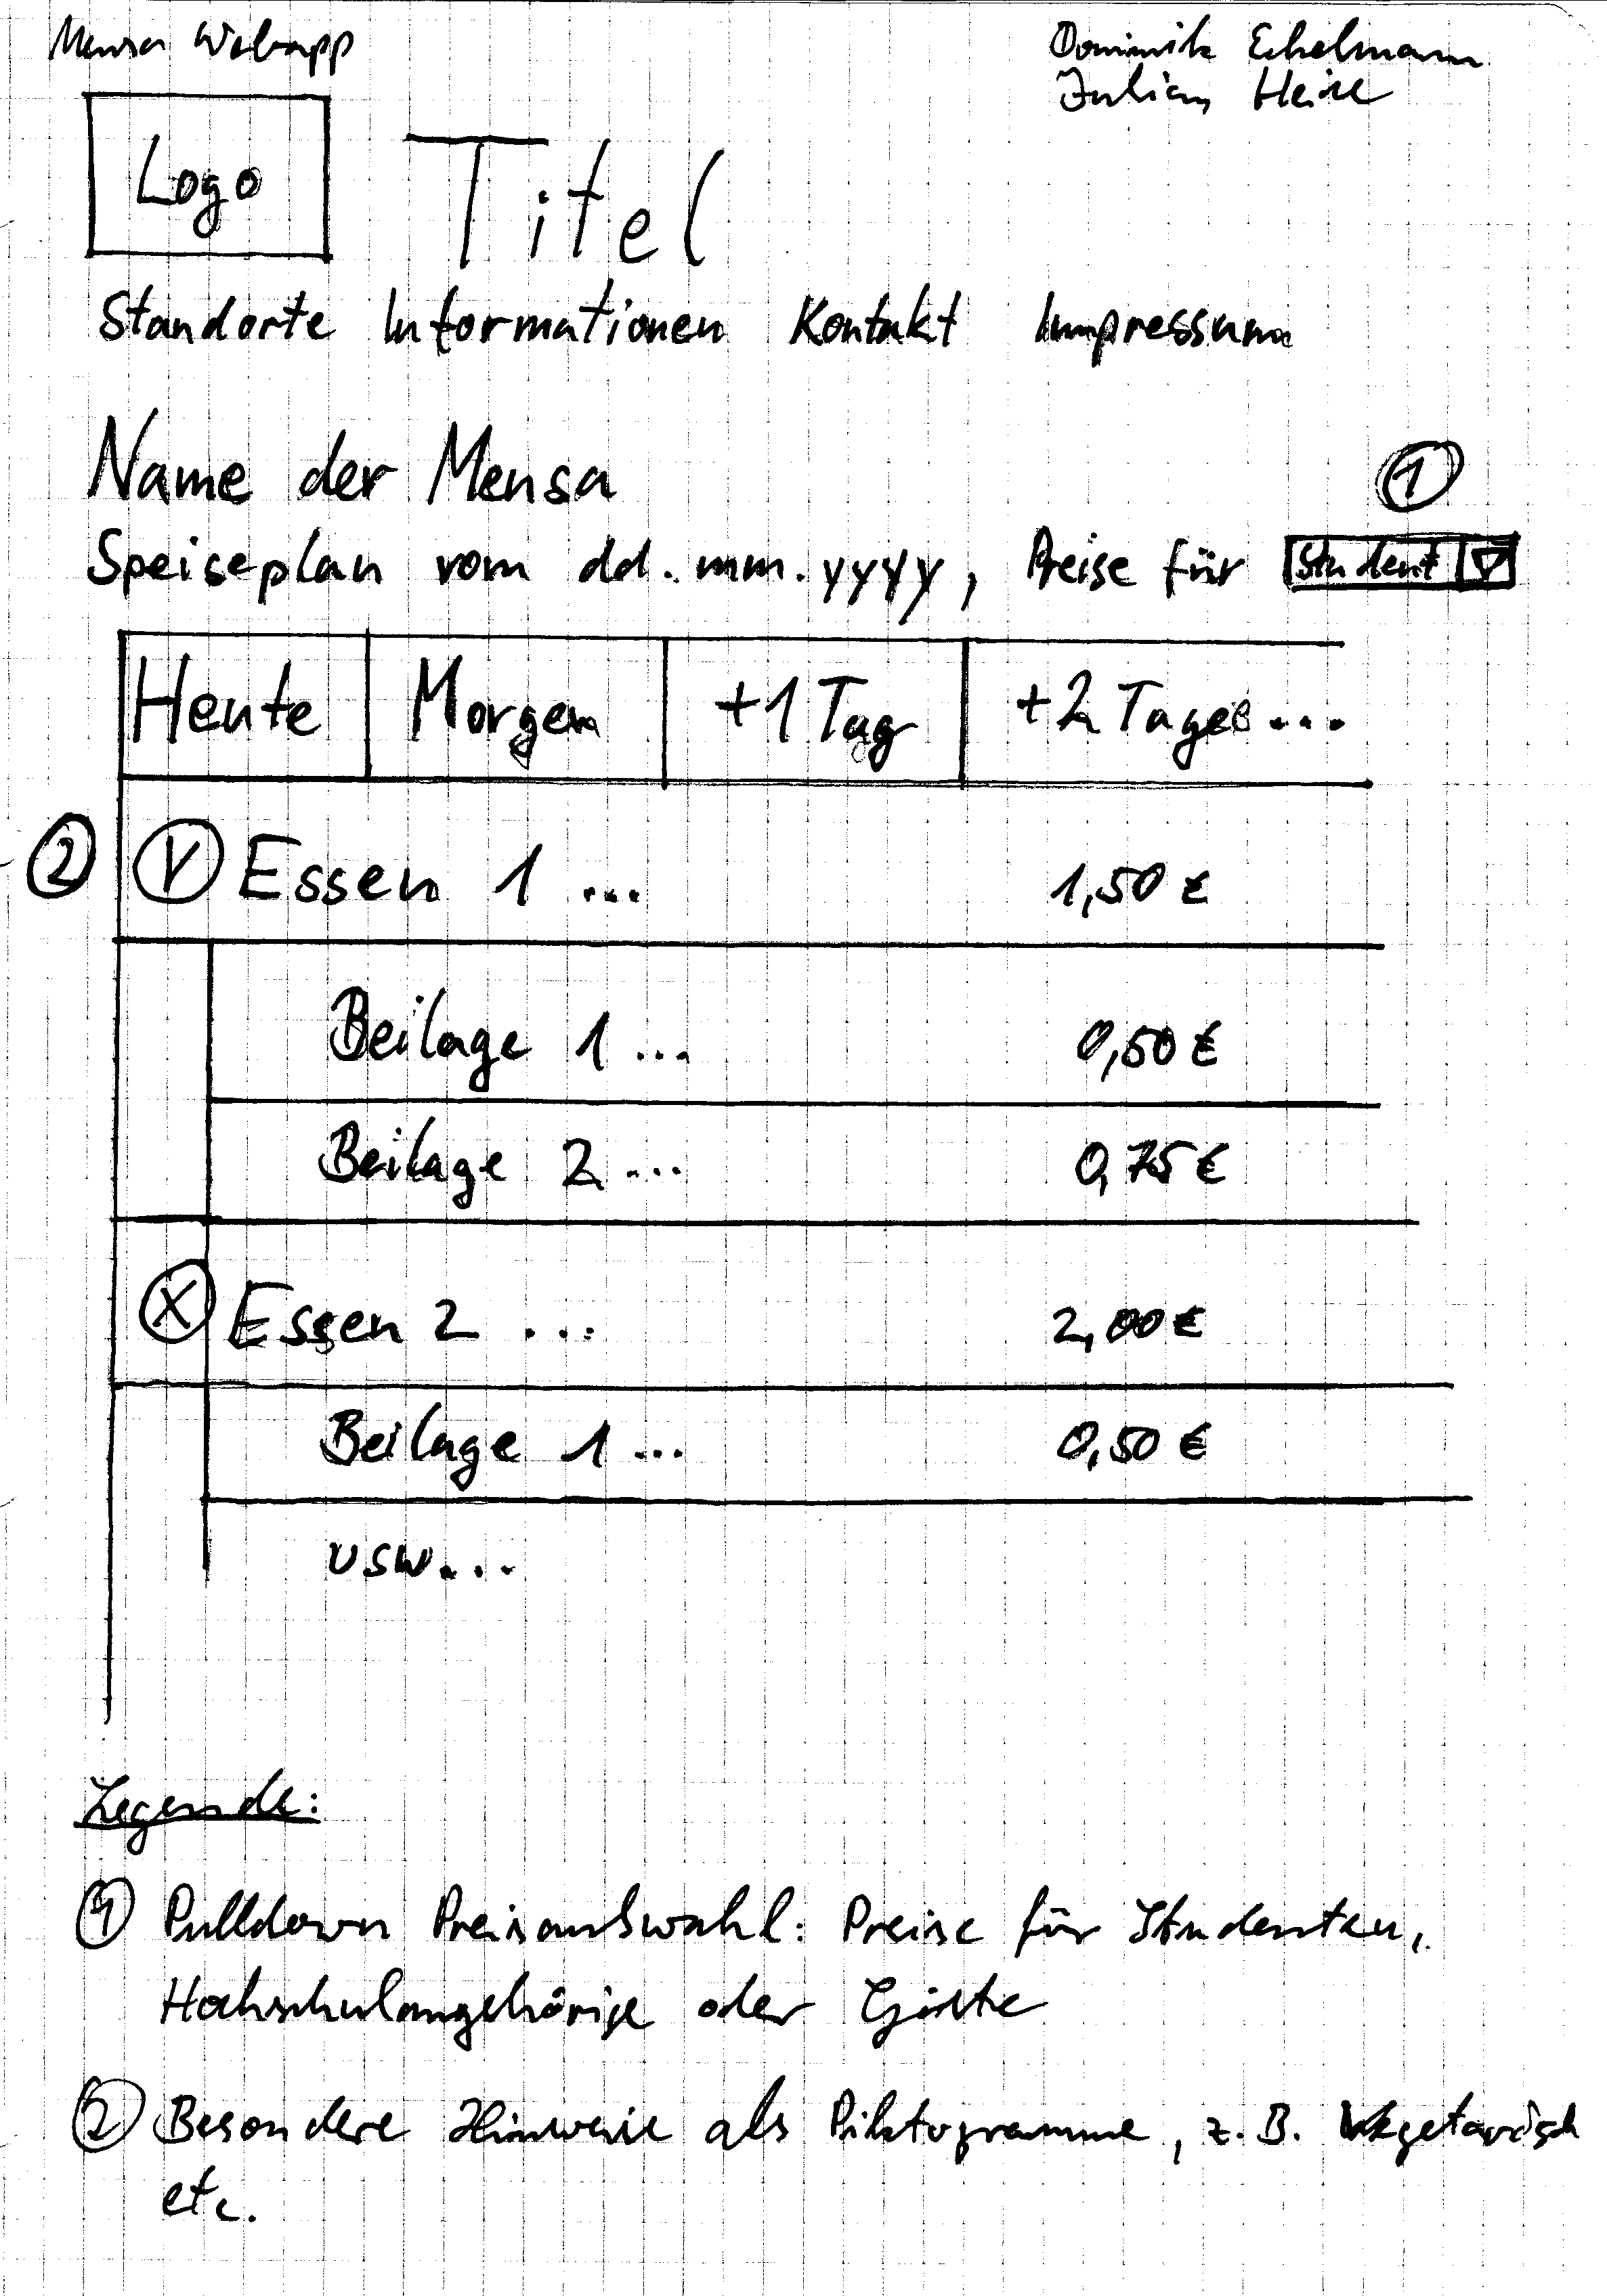 Mensa Webapp
Dominik Eikelmann
Julian Heise
Logo
Titel
Standorte Informationen Kontakt Impressum
Name der Mensa
1
Speiseplan vom dd.mm.yyyy, Preise für Student
Heute Morgen +1 Tag +2 Tage ...
2 V Essen 1 ... 1,50 €
Beilage 1 ... 0,50 €
Beilage 2 ... 0,75 €
X Essen 2 ... 2,00 €
Beilage 1 ... 0,50 €
usw...
Legende:
1 Pulldown Preisauswahl: Preise für Studenten,
Hochschulangehörige oder Gäste
2 Besondere Hinweise als Piktogramme, z. B. Vegetarisch
etc.